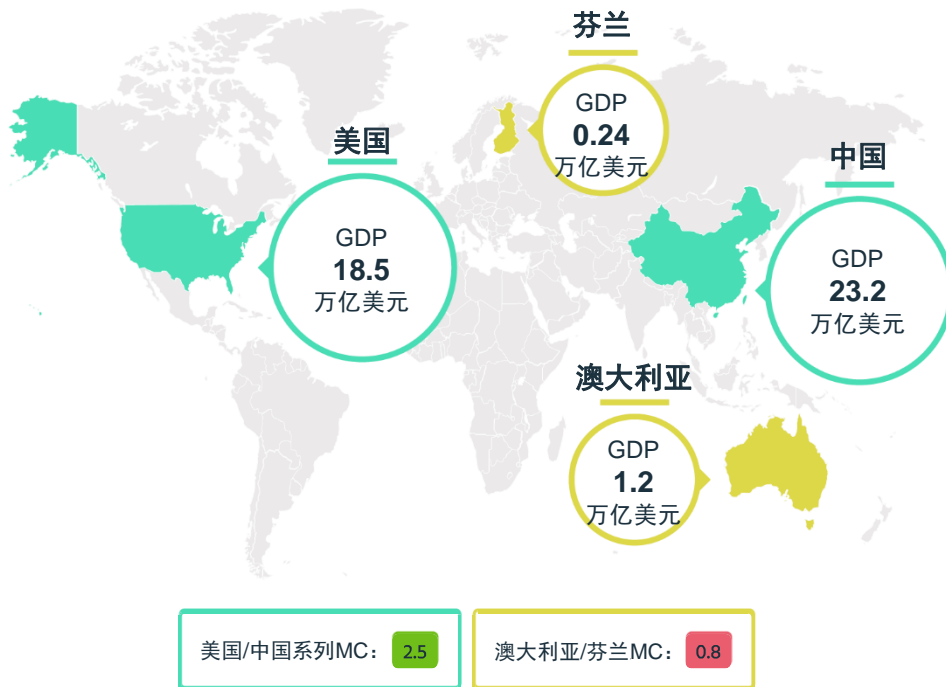 芬兰
GDP
0.24
万亿美元
美国
GDP
18.5
万亿美元
中国
GDP
23.2
万亿美元
澳大利亚
GDP
1.2
万亿美元
美国/中国系列MC： 2.5
澳大利亚/芬兰MC： 0.8